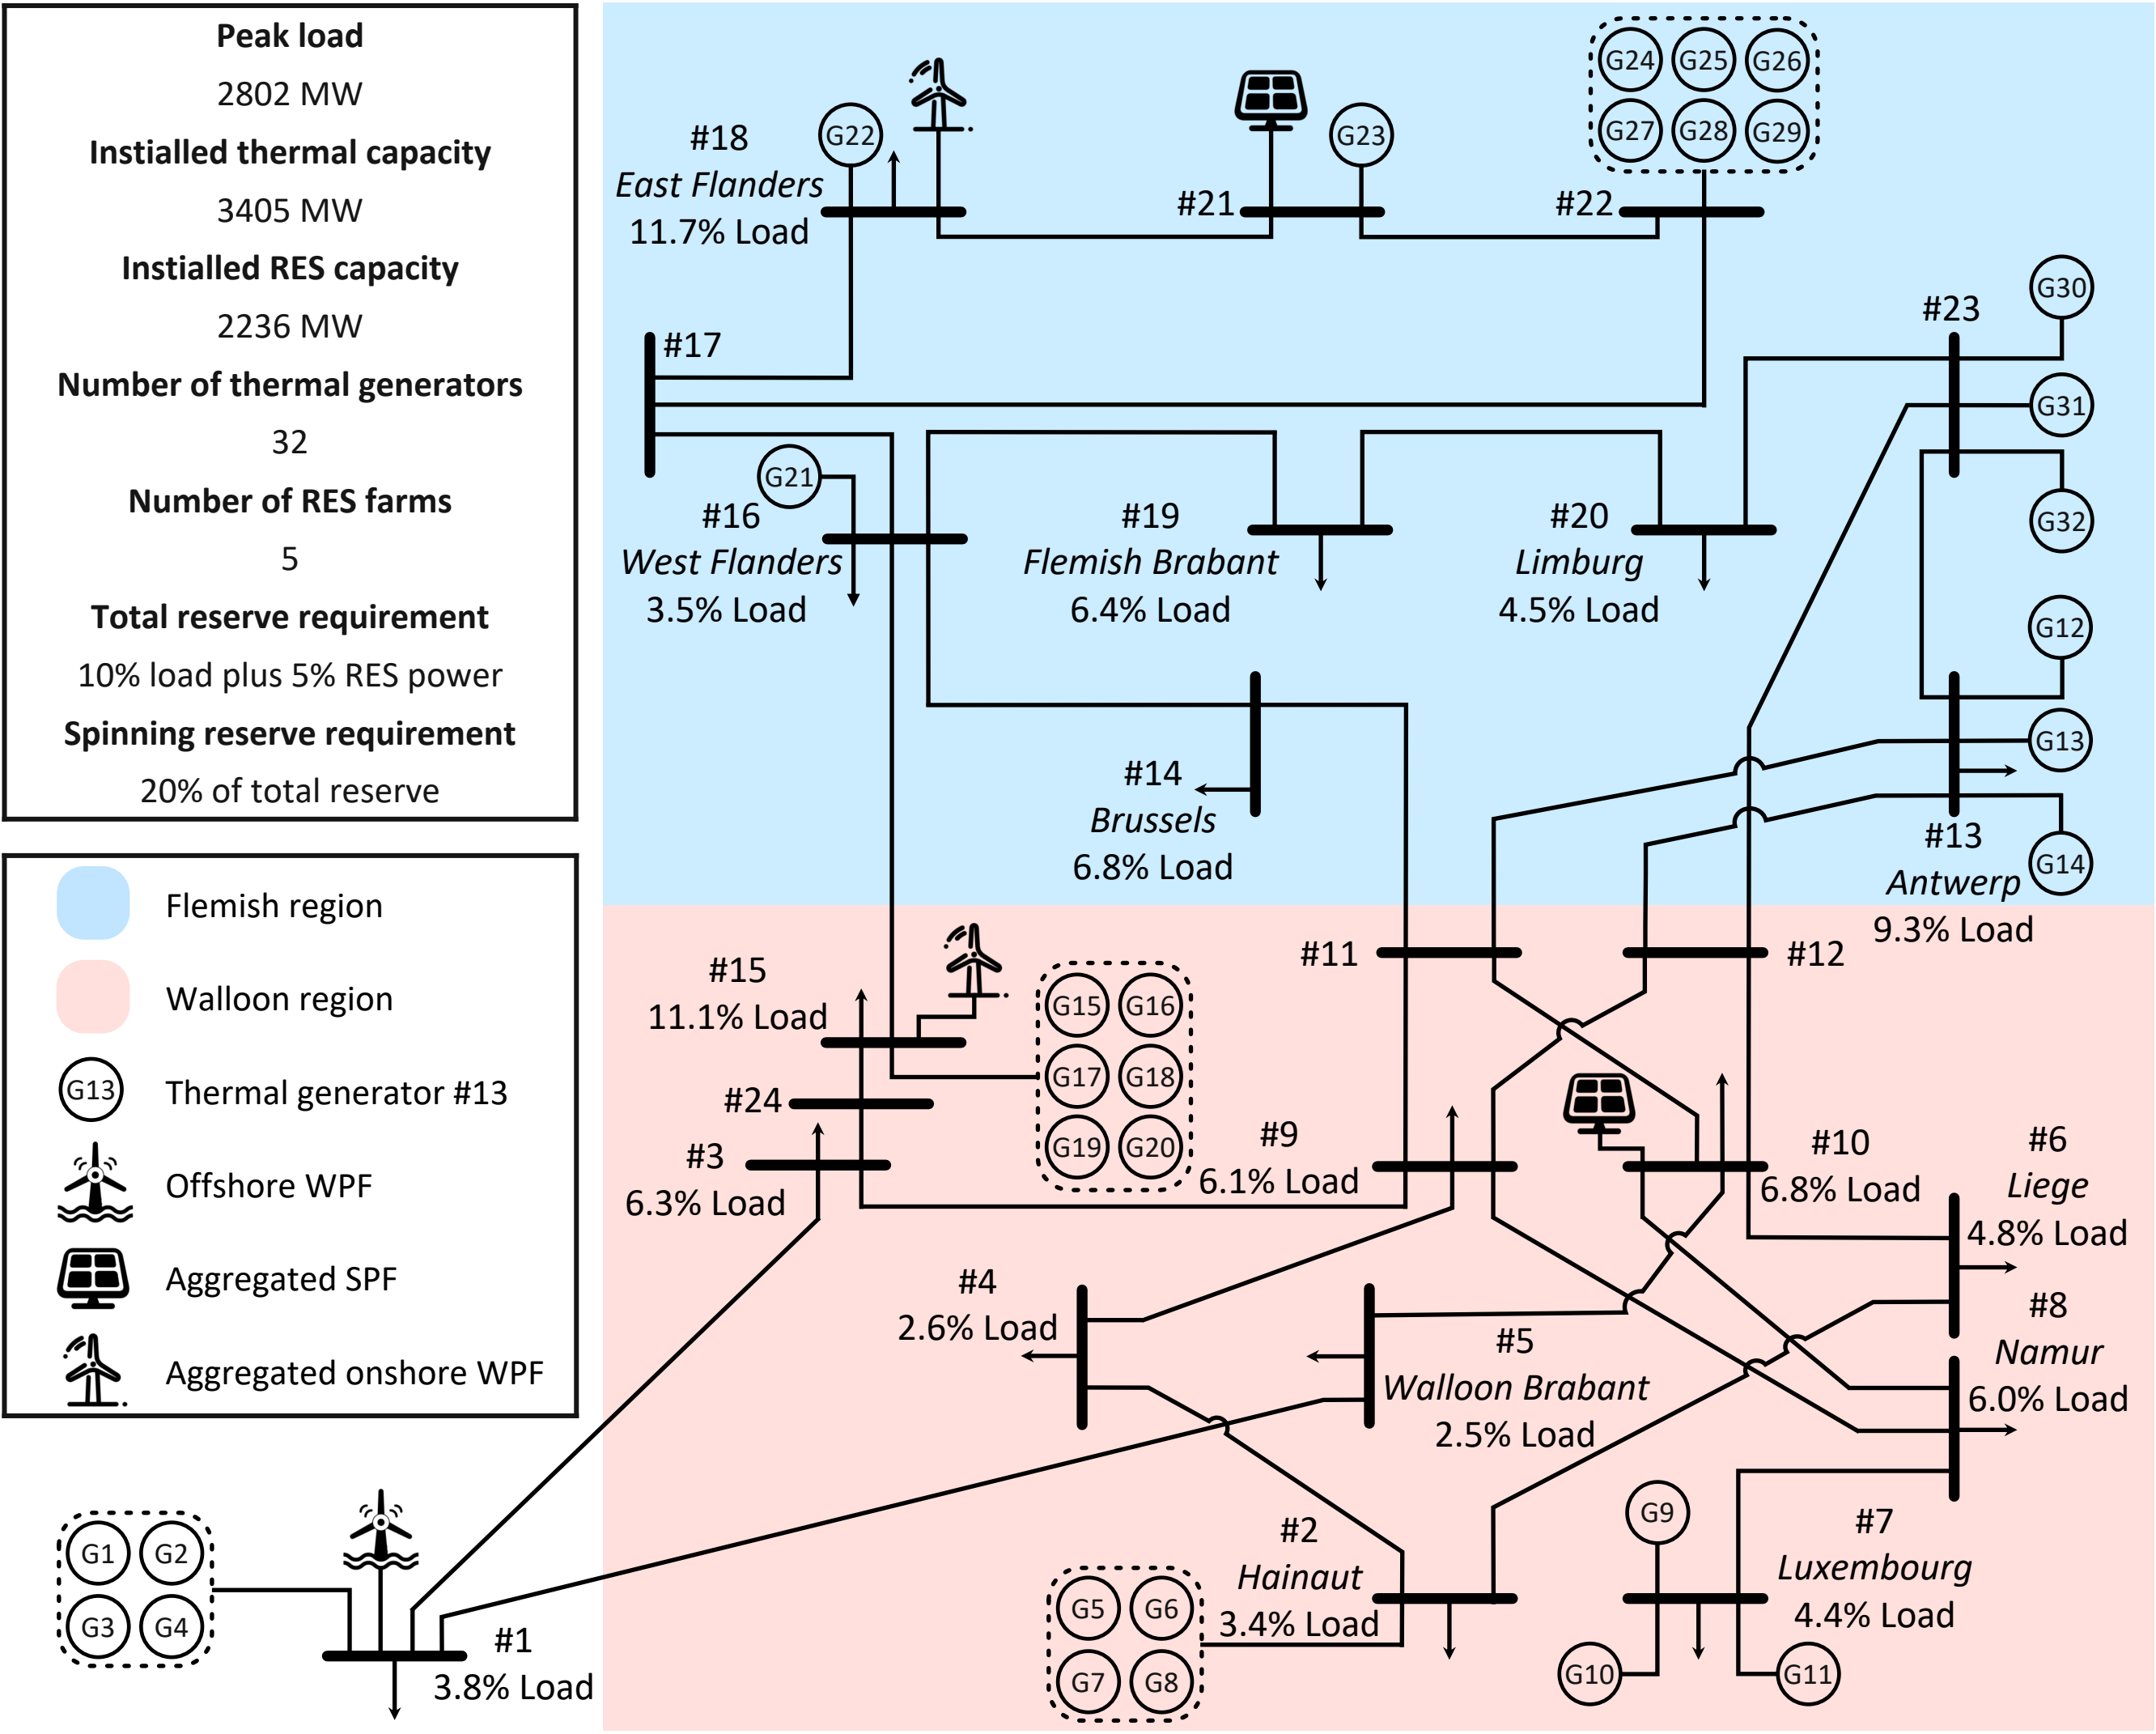 Peak load
2802 MW
Instialled thermal capacity
3405 MW
Instialled RES capacity
2236 MW
Number of thermal generators
32
Number of RES farms
5
Total reserve requirement
10% load plus 5% RES power
Spinning reserve requirement
20% of total reserve
Flemish region
Walloon region
G13
Thermal generator #13
Offshore WPF
Aggregated SPF
Aggregated onshore WPF
#18
East Flanders
11.7% Load
G22
#21
G23
#22
G24 G25 G26
G27 G28 G29
#17
#23
G30
G31
G32
G21
#16
West Flanders
3.5% Load
#19
Flemish Brabant
6.4% Load
#20
Limburg
4.5% Load
G12
G13
G14
#14
Brussels
6.8% Load
#13
Antwerp
9.3% Load
#11
#12
#15
11.1% Load
G15 G16
G17 G18
G19 G20
#24
#3
6.3% Load
#9
6.1% Load
#10
6.8% Load
#6
Liege
4.8% Load
#4
2.6% Load
#5
Walloon Brabant
2.5% Load
#8
Namur
6.0% Load
#2
Hainaut
3.4% Load
G5 G6
G7 G8
G9
G10
G11
#7
Luxembourg
4.4% Load
G1 G2
G3 G4
#1
3.8% Load